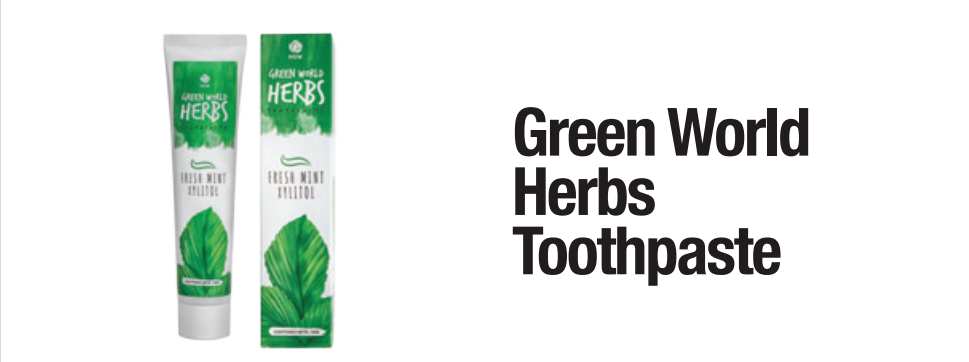 GREEN WORLD
HERBS
FRESH MINT
XYLITOL
GREEN WORLD
HERBS
FRESH MINT
XYLITOL
Green World
Herbs
Toothpaste